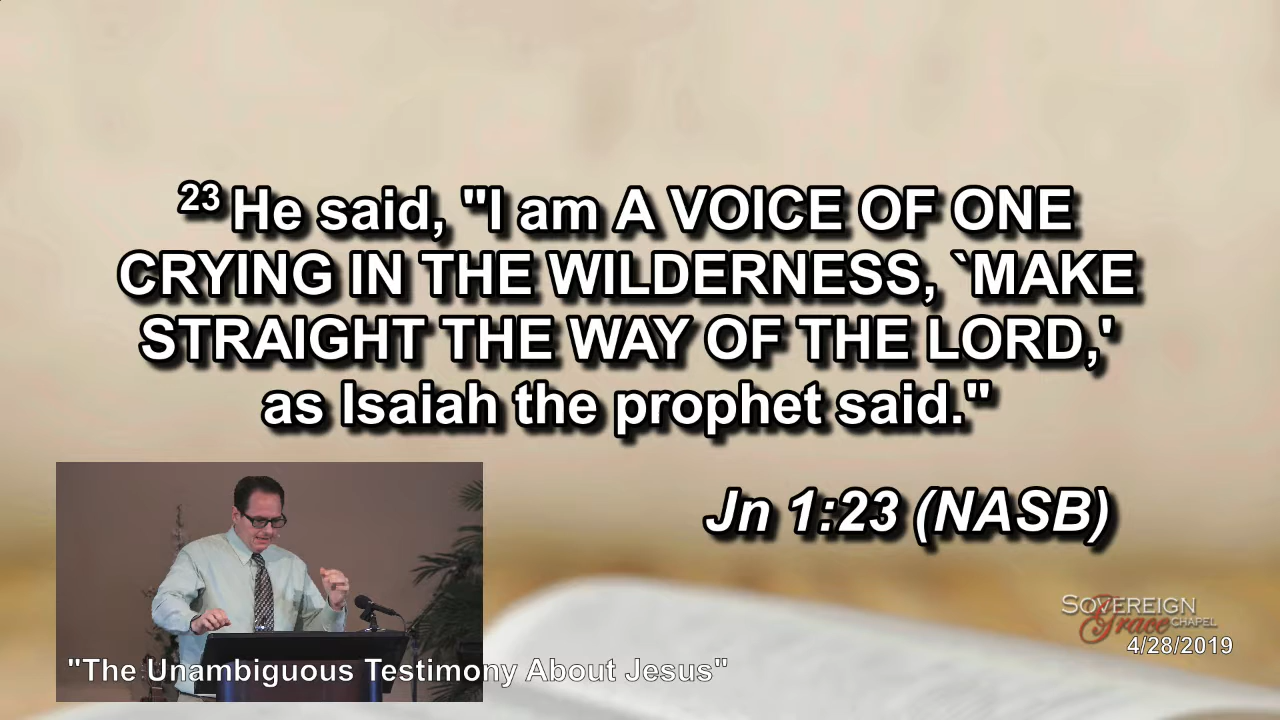 23 He said, "I am A VOICE OF ONE
CRYING IN THE WILDERNESS, `MAKE
STRAIGHT THE WAY OF THE LORD,'
as Isaiah the prophet said."
Jn 1:23 (NASB)
SOVEREIGN
Grace CHAPEL
4/28/2019
"The Unambiguous Testimony About Jesus"